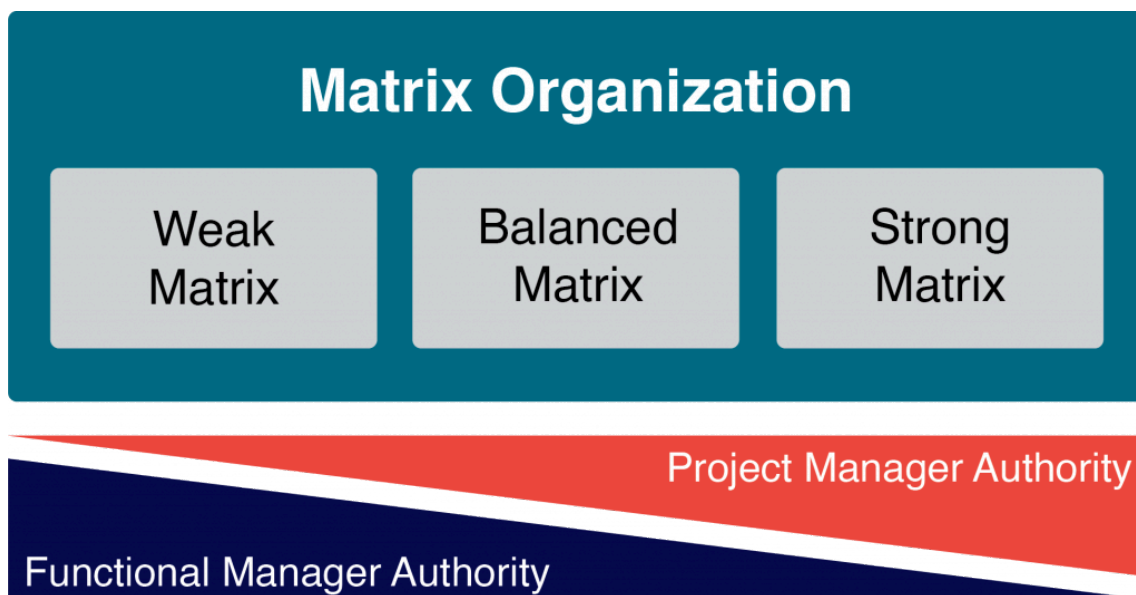 Matrix Organization
Weak
Matrix
Balanced
Matrix
Strong
Matrix
Project Manager Authority
Functional Manager Authority